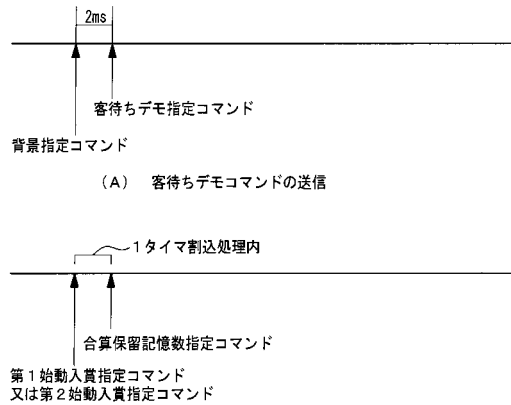 2ms
客待ちデモ指定コマンド
背景指定コマンド
(A) 客待ちデモコマンドの送信
1タイマ割込処理内
合算保留記憶数指定コマンド
第1始動入賞指定コマンド
又は第2始動入賞指定コマンド